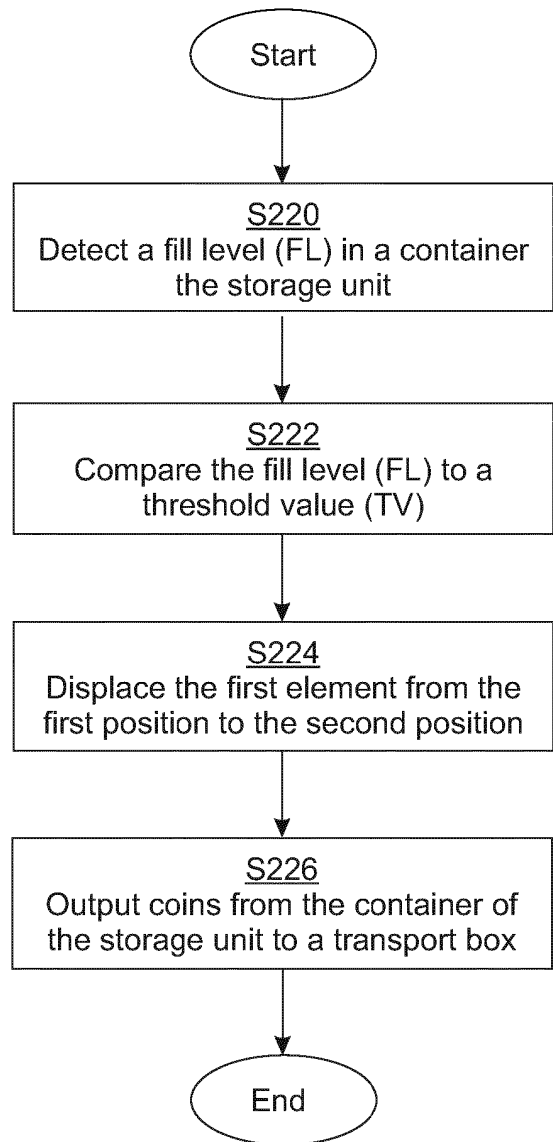 Start
S220
Detect a fill level (FL) in a container
the storage unit
S222
Compare the fill level (FL) to a
threshold value (TV)
S224
Displace the first element from the
first position to the second position
S226
Output coins from the container of
the storage unit to a transport box
End